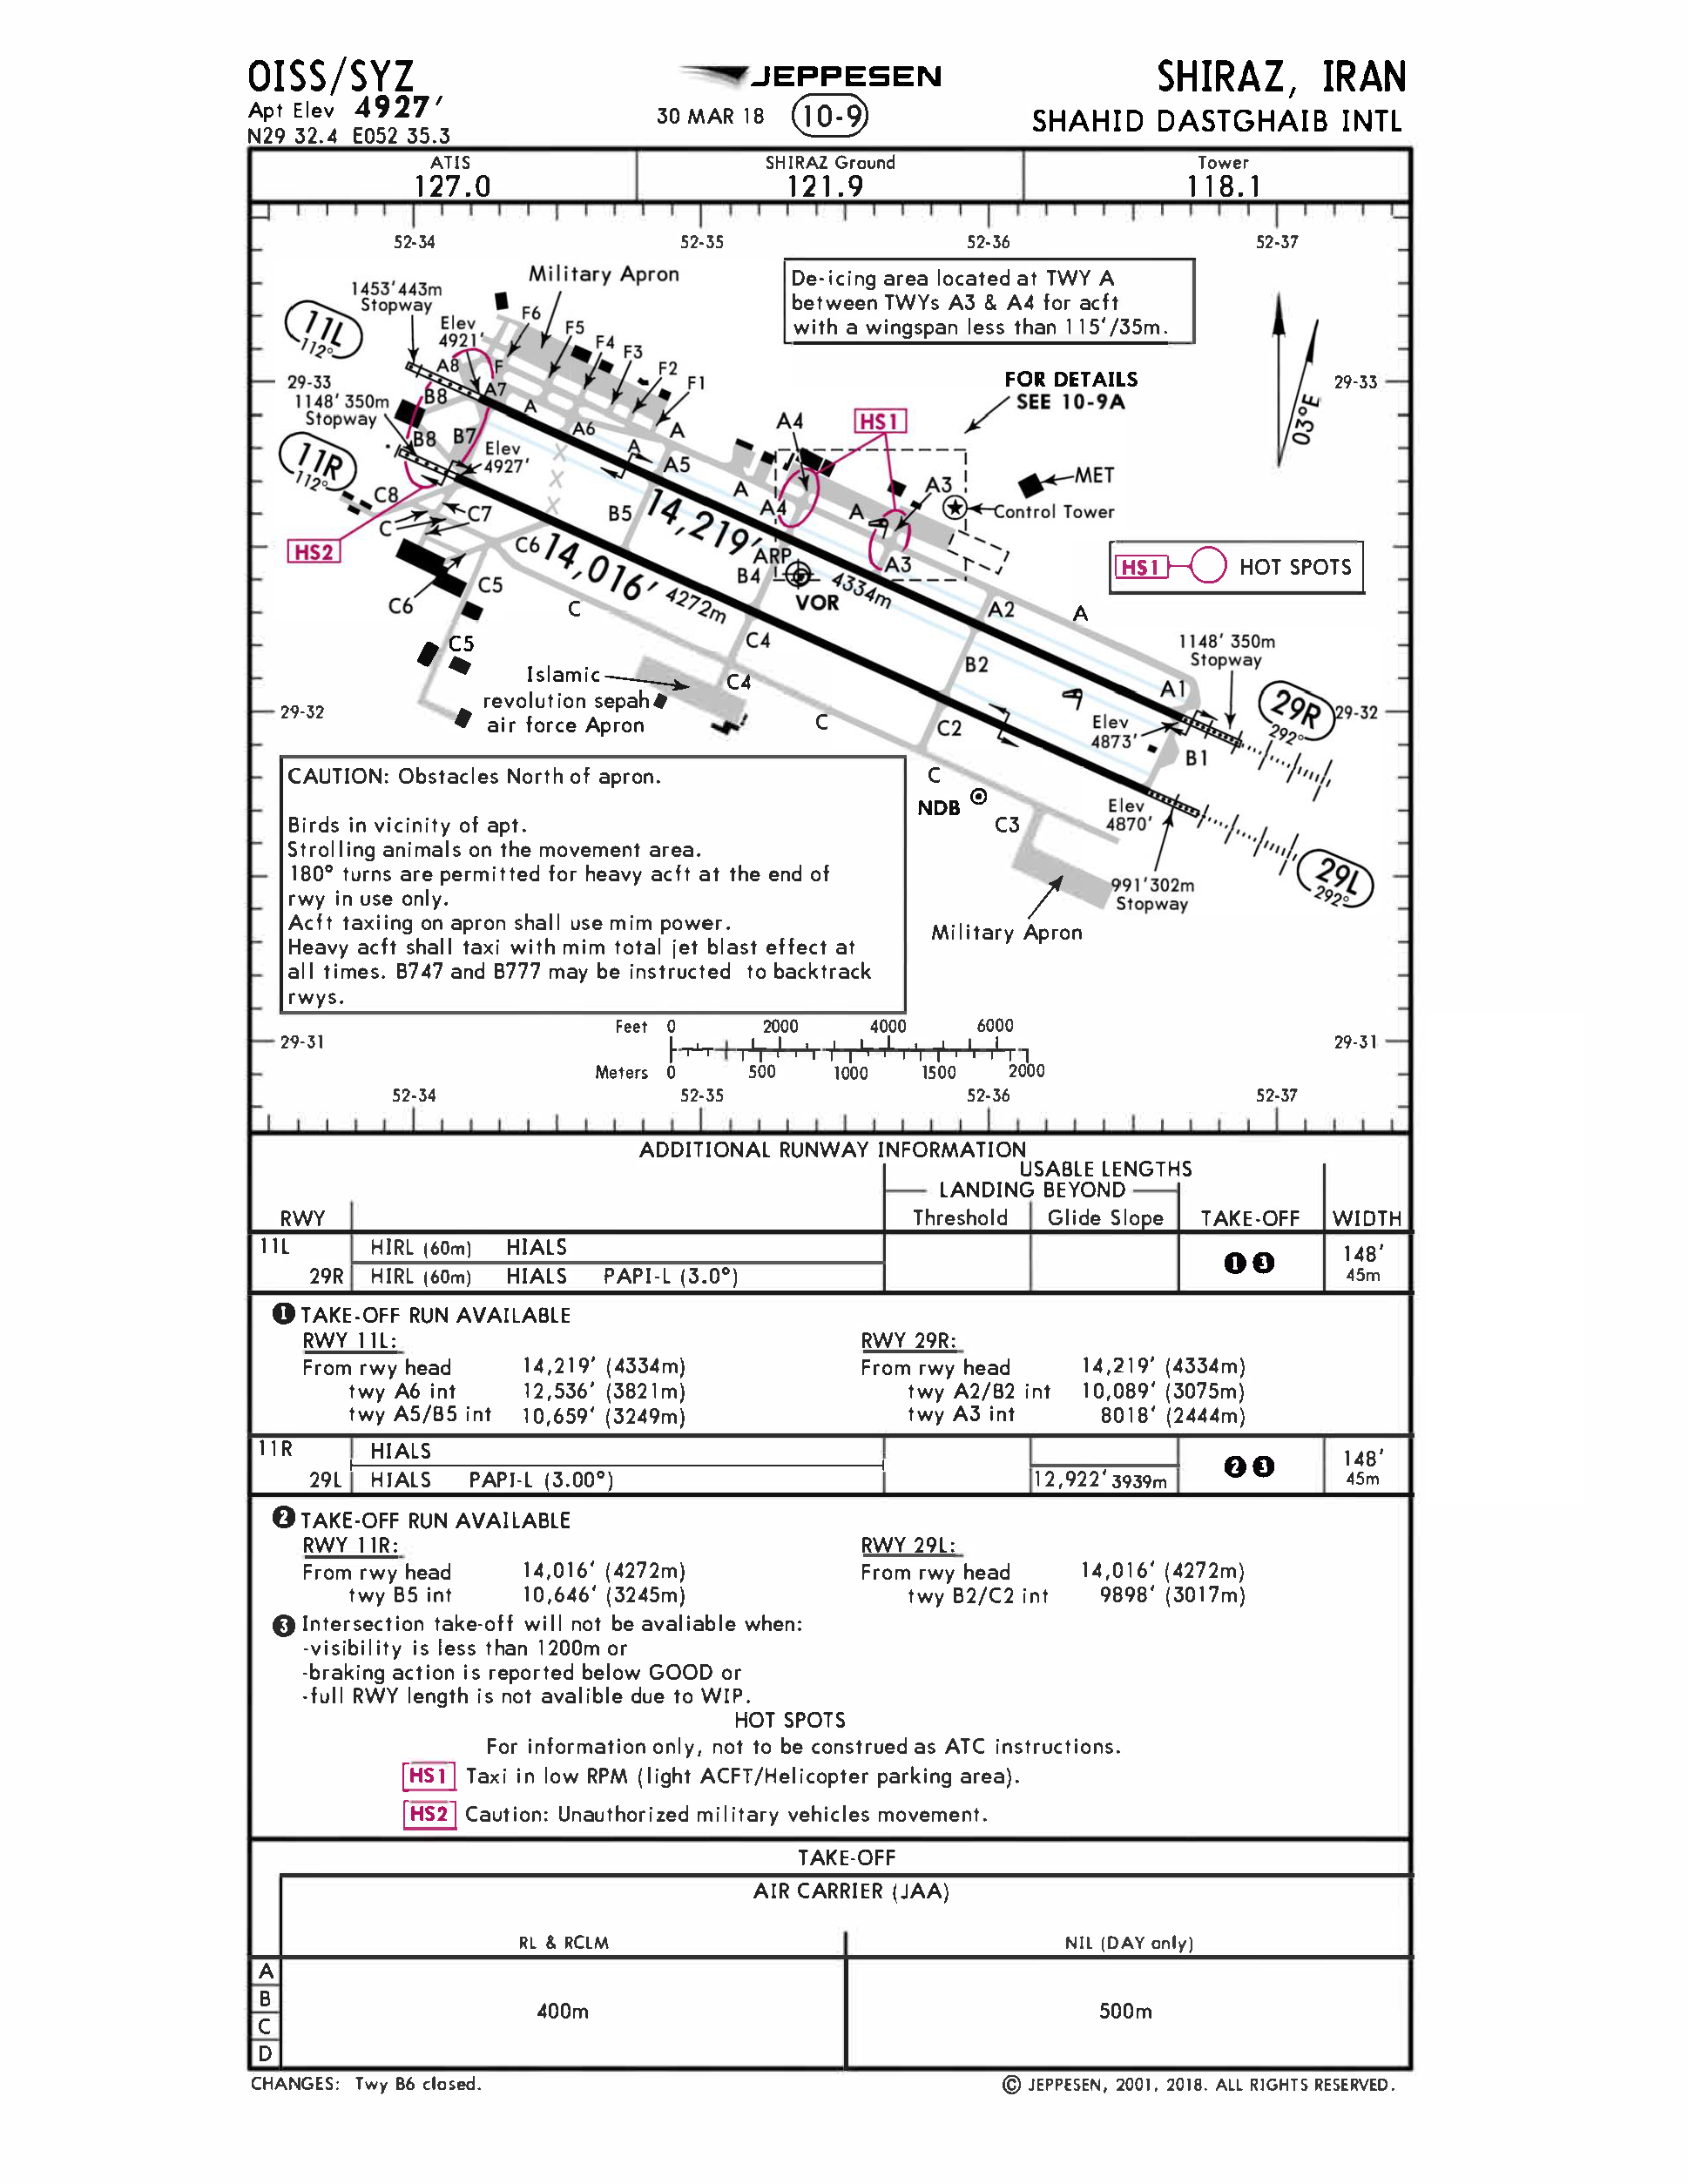 OISS/SYZ
Apt Elev 4927'
N29 32.4 E052 35.3
JEPPESEN
30 MAR 18 10-9
SHIRAZ, IRAN
SHAHID DASTGHAIB INTL
ATIS
127.0
SHIRAZ Ground
121.9
Tower
118.1
52-34 52-35 52-36 52-37
Military Apron
De-icing area located at TWY A
between TWYs A3 & A4 for acft
with a wingspan less than 115'/35m.
1453' 443m
Stopway
11L
112°
Elev
4921'
F6
F5
F4
F3
F2
F1
A8
F
A7
A
29-33
29-33
1148' 350m
Stopway
B8
B8
B7
11R
112°
Elev
4927'
A6
A
A
A5
FOR DETAILS
SEE 10-9A
03°E
A4
HS1
A3
A
A4
A
MET
Control Tower
C8
C7
C
HS2
X
X
X
B5
14,219'
4334m
C6
14,016' 4272m
ARP
B4
VOR
A3
HS1 HOT SPOTS
C6
C5
C
C5
C4
C4
A2
A
B2
1148' 350m
Stopway
Islamic
revolution sepah
air force Apron
C
A1
29R
292°
29-32
29-32
Elev
4873'
C2
B1
C
NDB
C3
Elev
4870'
29L
292°
991' 302m
Stopway
Military Apron
CAUTION: Obstacles North of apron.
Birds in vicinity of apt.
Strolling animals on the movement area.
180° turns are permitted for heavy acft at the end of
rwy in use only.
Acft taxiing on apron shall use mim power.
Heavy acft shall taxi with mim total jet blast effect at
all times. B747 and B777 may be instructed to backtrack
rwys.
Feet 0 2000 4000 6000
Meters 0 500 1000 1500 2000
29-31
29-31
52-34 52-35 52-36 52-37
ADDITIONAL RUNWAY INFORMATION
USABLE LENGTHS
LANDING BEYOND
RWY Threshold Glide Slope TAKE-OFF WIDTH
11L HIRL (60m) HIALS
29R HIRL (60m) HIALS PAPI-L (3.0°)
1 3
148'
45m
1 TAKE-OFF RUN AVAILABLE
RWY 11L: RWY 29R:
From rwy head 14,219' (4334m) From rwy head 14,219' (4334m)
twy A6 int 12,536' (3821m) twy A2/B2 int 10,089' (3075m)
twy A5/B5 int 10,659' (3249m) twy A3 int 8018' (2444m)
11R HIALS
29L HIALS PAPI-L (3.00°) 12,922' 3939m
2 3
148'
45m
2 TAKE-OFF RUN AVAILABLE
RWY 11R: RWY 29L:
From rwy head 14,016' (4272m) From rwy head 14,016' (4272m)
twy B5 int 10,646' (3245m) twy B2/C2 int 9898' (3017m)
3 Intersection take-off will not be avaliable when:
-visibility is less than 1200m or
-braking action is reported below GOOD or
-full RWY length is not avalible due to WIP.
HOT SPOTS
For information only, not to be construed as ATC instructions.
HS1 Taxi in low RPM (light ACFT/Helicopter parking area).
HS2 Caution: Unauthorized military vehicles movement.
TAKE-OFF
AIR CARRIER (JAA)
RL & RCLM NIL (DAY only)
A
B
C
D
400m 500m
CHANGES: Twy B6 closed.
© JEPPESEN, 2001, 2018. ALL RIGHTS RESERVED.